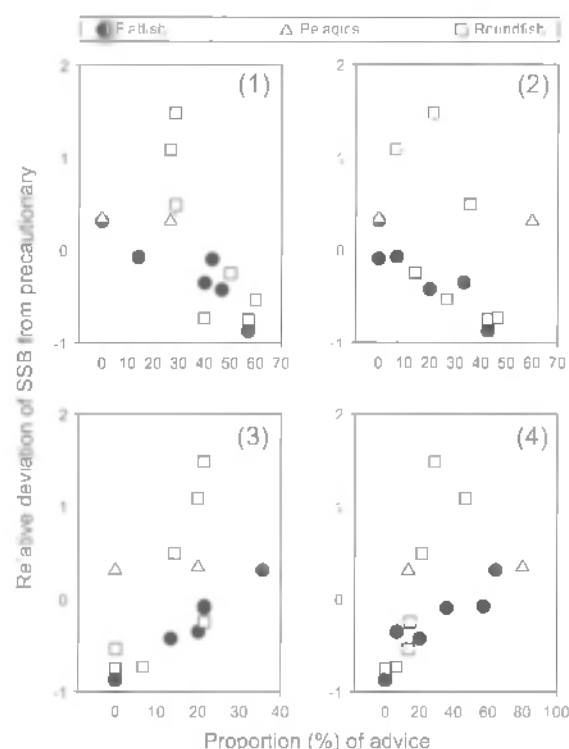 Flatfish Pelagics Roundfish
2 (1) 2 (2)
1 1
0 0
-1 -1
0 10 20 30 40 50 60 70 0 10 20 30 40 50 60 70
2 (3) 2 (4)
1 1
0 0
-1 -1
0 10 20 30 40 0 20 40 60 80 100
Relative deviation of SSB from precautionary
Proportion (%) of advice